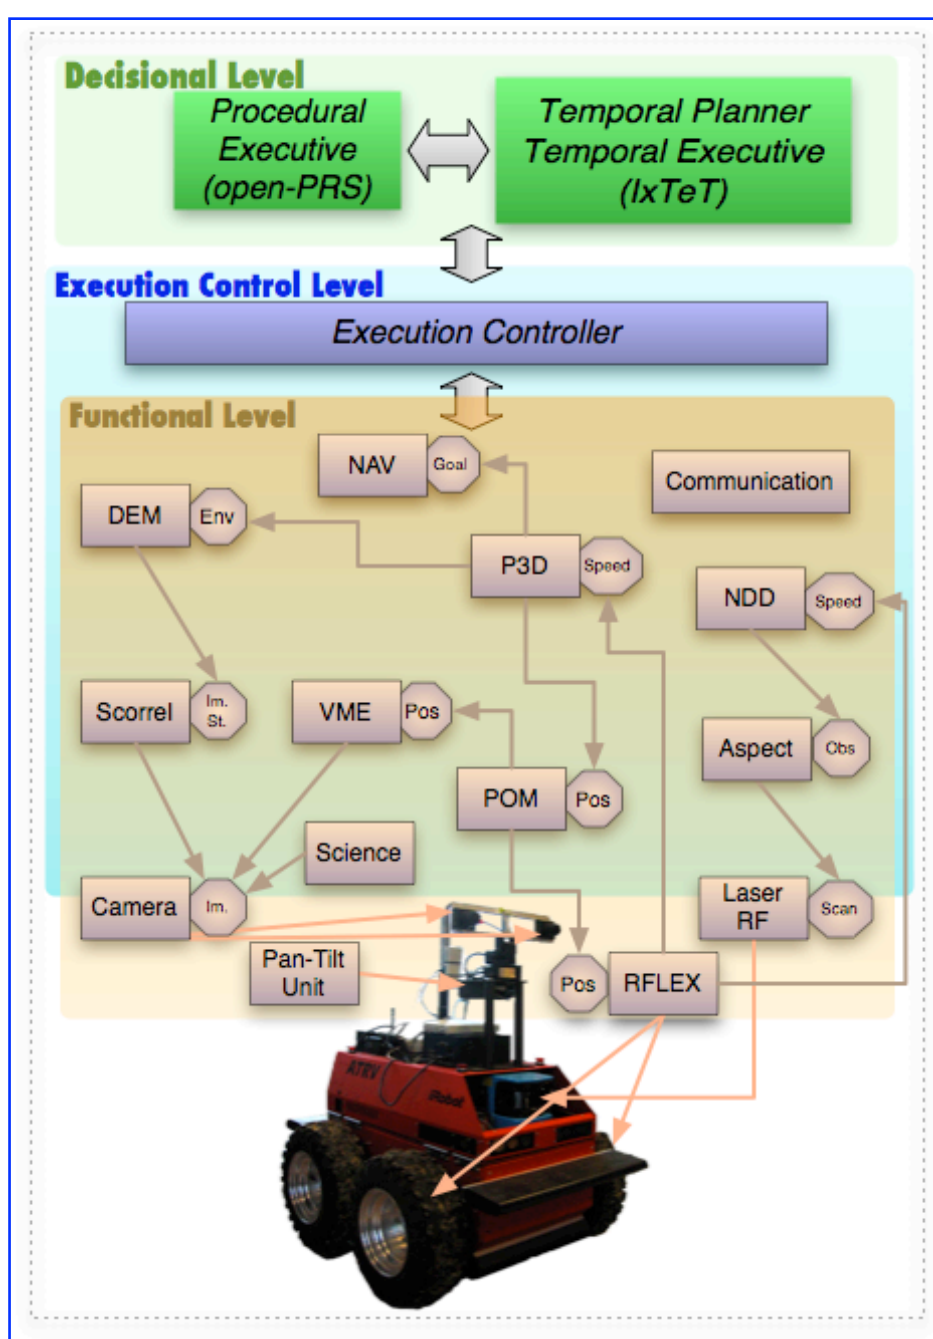 Decisional Level
Procedural
Executive
(open-PRS)
Temporal Planner
Temporal Executive
(IxTeT)
Execution Control Level
Execution Controller
Functional Level
NAV
Goal
Communication
DEM
Env
P3D
Speed
NDD
Speed
Scorrel
Im.
St.
VME
Pos
Aspect
Obs
POM
Pos
Science
Camera
Im.
Laser
RF
Scan
Pan-Tilt
Unit
Pos
RFLEX
ATRV
iRobot